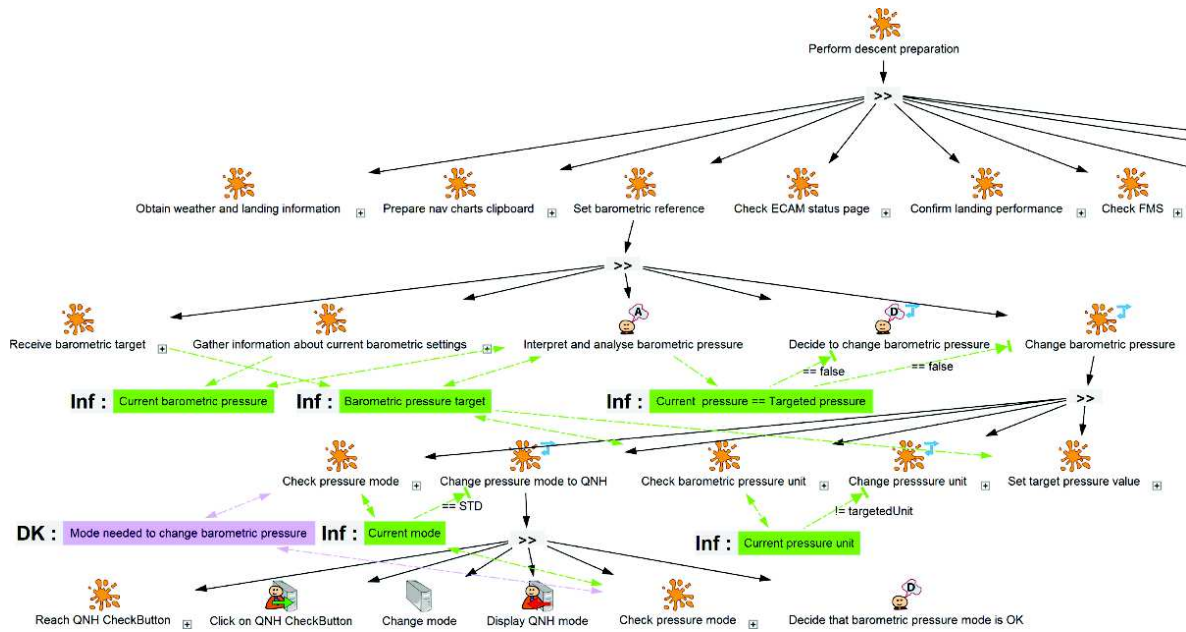 Perform descent preparation
>>
Obtain weather and landing information
Prepare nav charts clipboard
Set barometric reference
Check ECAM status page
Confirm landing performance
Check FMS
>>
A
D
Receive barometric target
Gather information about current barometric settings
Interpret and analyse barometric pressure
Decide to change barometric pressure
Change barometric pressure
== false
== false
Inf : Current barometric pressure
Inf : Barometric pressure target
Inf : Current pressure == Targeted pressure
>>
Check pressure mode
Change pressure mode to QNH
Check barometric pressure unit
Change pressure unit
Set target pressure value
== STD
!= targetedUnit
DK : Mode needed to change barometric pressure
Inf : Current mode
Inf : Current pressure unit
>>
D
Reach QNH CheckButton
Click on QNH CheckButton
Change mode
Display QNH mode
Check pressure mode
Decide that barometric pressure mode is OK